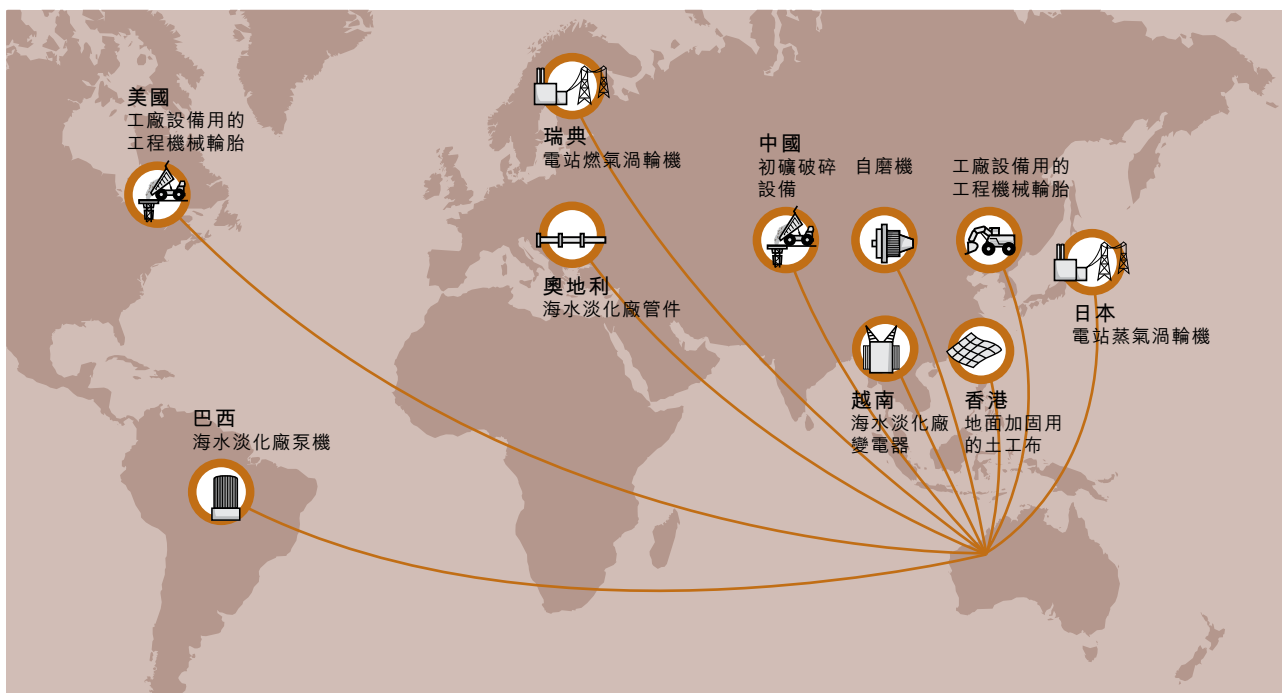 美國
工廠設備用的
工程機械輪胎
瑞典
電站燃氣渦輪機
中國
初礦破碎
設備
自磨機
工廠設備用的
工程機械輪胎
奧地利
海水淡化廠管件
日本
電站蒸氣渦輪機
越南
海水淡化廠
變電器
香港
地面加固用
的土工布
巴西
海水淡化廠泵機